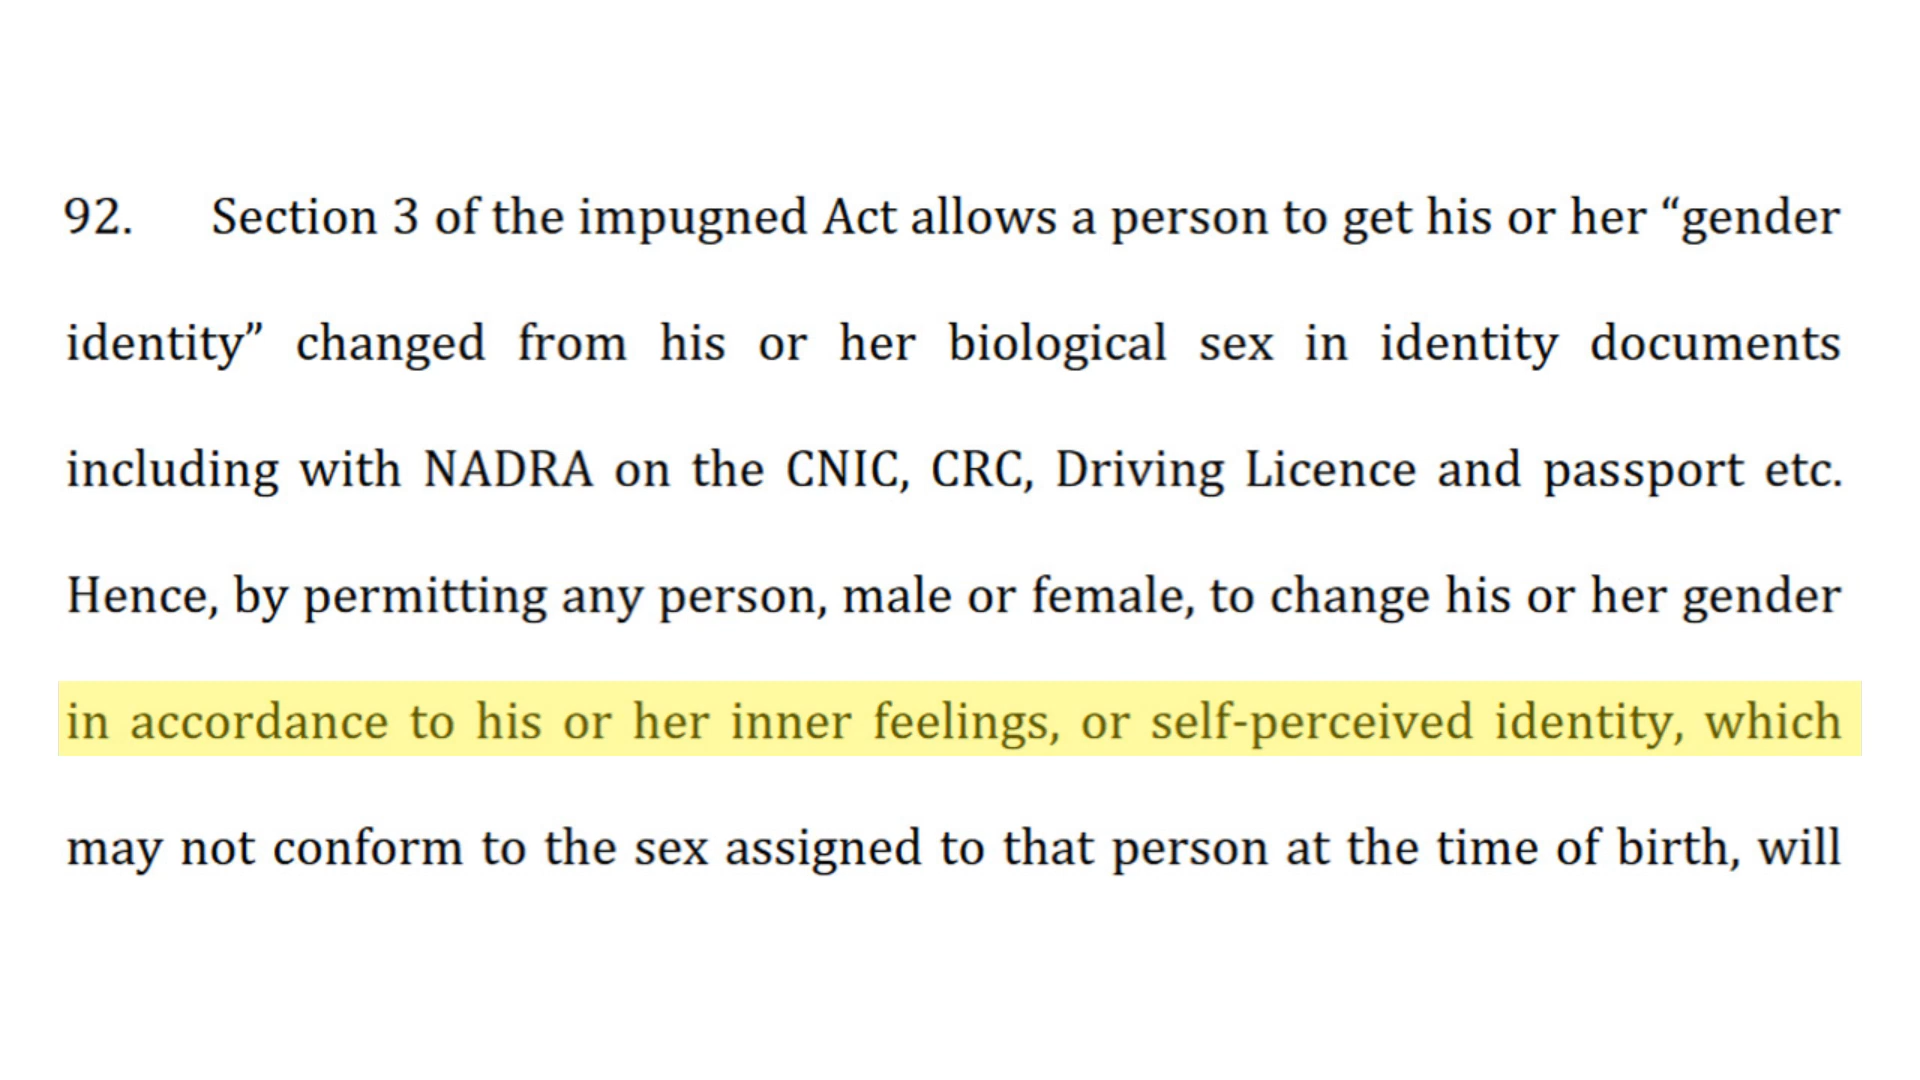 92. Section 3 of the impugned Act allows a person to get his or her “gender
identity” changed from his or her biological sex in identity documents
including with NADRA on the CNIC, CRC, Driving Licence and passport etc.
Hence, by permitting any person, male or female, to change his or her gender
in accordance to his or her inner feelings, or self-perceived identity, which
may not conform to the sex assigned to that person at the time of birth, will